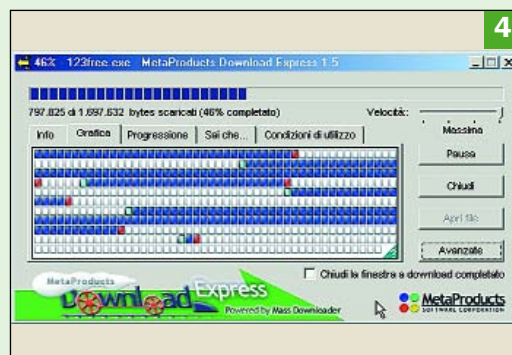 4
46% 123free.exe MetaProducts Download Express 1.5
797.825 di 1.697.632 bytes scaricati (46% completato) Velocità:
Massima
Info Grafica Progressione Sai che... Condizioni di utilizzo
Pausa
Chiudi
Apri file
Avanzate
Chiudi la finestra a download completato
MetaProducts
Download Express
Powered by Mass Downloader
MetaProducts
SOFTWARE CORPORATION